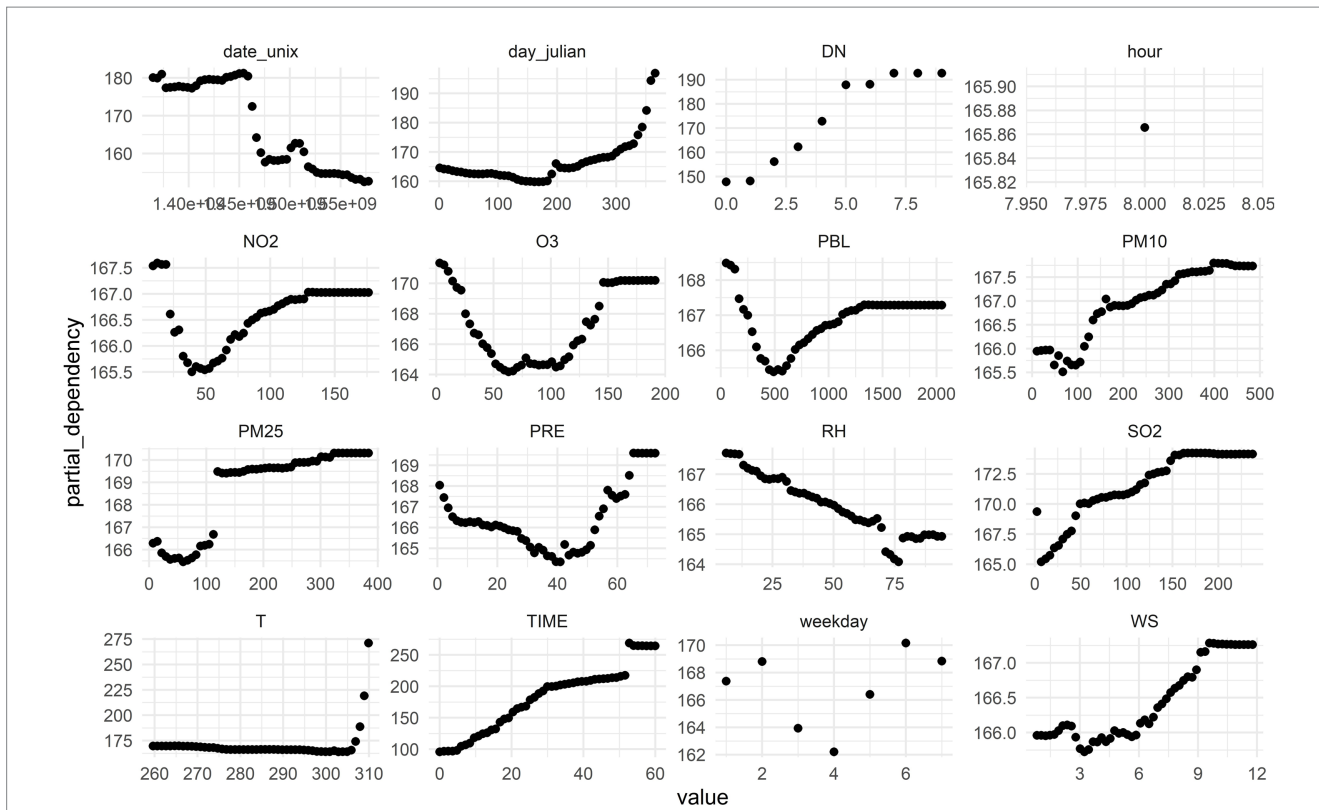 date_unix day_julian DN hour
180 170 160
190 180 170 160
190 180 170 160 150
165.90 165.88 165.86 165.84 165.82
0 100 200 300
0.0 2.5 5.0 7.5
7.950 7.975 8.000 8.025 8.05
NO2 O3 PBL PM10
167.5 167.0 166.5 166.0 165.5
170 168 166 164
168 167 166
167.5 167.0 166.5 166.0 165.5
50 100 150
0 50 100 150 200
0 500 1000 1500 2000
0 100 200 300 400 500
partial_dependency
PM25 PRE RH SO2
170 169 168 167 166
169 168 167 166 165
167 166 165 164
172.5 170.0 167.5 165.0
0 100 200 300 400
0 20 40 60
25 50 75
0 50 100 150 200
T TIME weekday WS
275 250 225 200 175
250 200 150 100
170 168 166 164 162
167.0 166.5 166.0
260 270 280 290 300 310
0 20 40 60
2 4 6
3 6 9 12
value